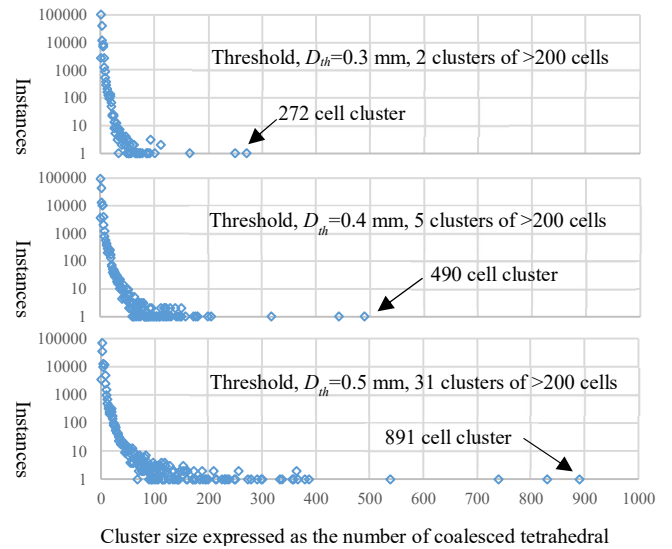 100000
10000
1000
100
10
1
Instances
Threshold, Dth=0.3 mm, 2 clusters of >200 cells
272 cell cluster
100000
10000
1000
100
10
1
Instances
Threshold, Dth=0.4 mm, 5 clusters of >200 cells
490 cell cluster
100000
10000
1000
100
10
1
Instances
Threshold, Dth=0.5 mm, 31 clusters of >200 cells
891 cell cluster
0 100 200 300 400 500 600 700 800 900 1000
Cluster size expressed as the number of coalesced tetrahedral